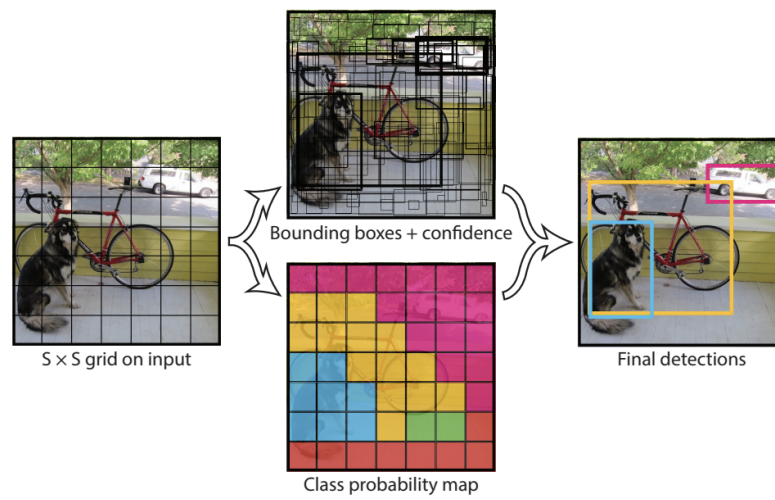 S × S grid on input
Bounding boxes + confidence
Class probability map
Final detections